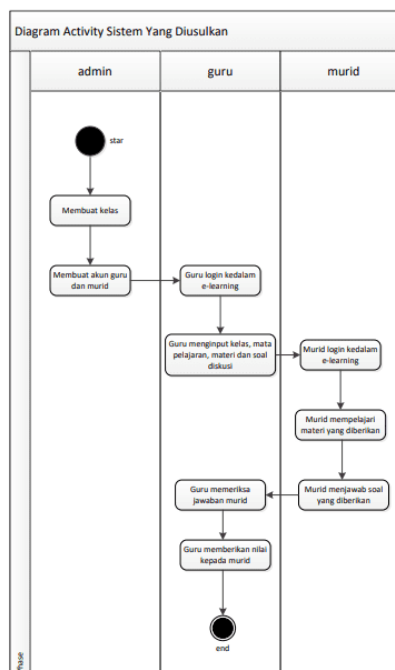 Diagram Activity Sistem Yang Diusulkan
admin
guru
murid
star
Membuat kelas
Membuat akun guru
dan murid
Guru login kedalam
e-learning
Guru menginput kelas, mata
pelajaran, materi dan soal
diskusi
Murid login kedalam
e-learning
Murid mempelajari
materi yang diberikan
Murid menjawab soal
yang diberikan
Guru memeriksa
jawaban murid
Guru memberikan nilai
kepada murid
end
Phase